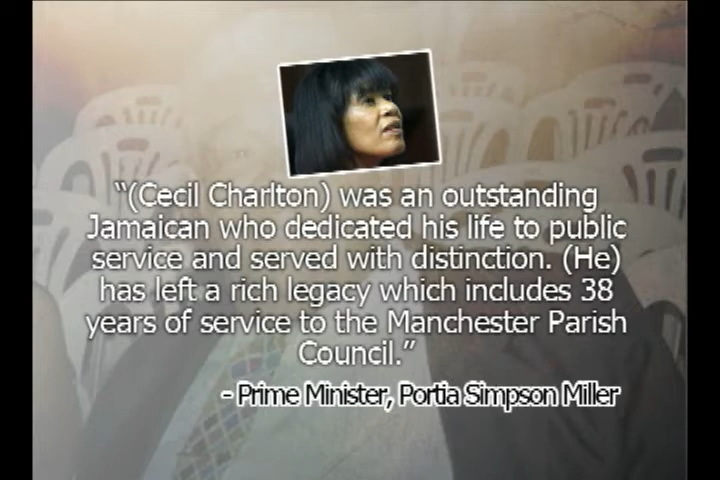 “(Cecil Charlton) was an outstanding
Jamaican who dedicated his life to public
service and served with distinction. (He)
has left a rich legacy which includes 38
years of service to the Manchester Parish
Council.”
- Prime Minister, Portia Simpson Miller